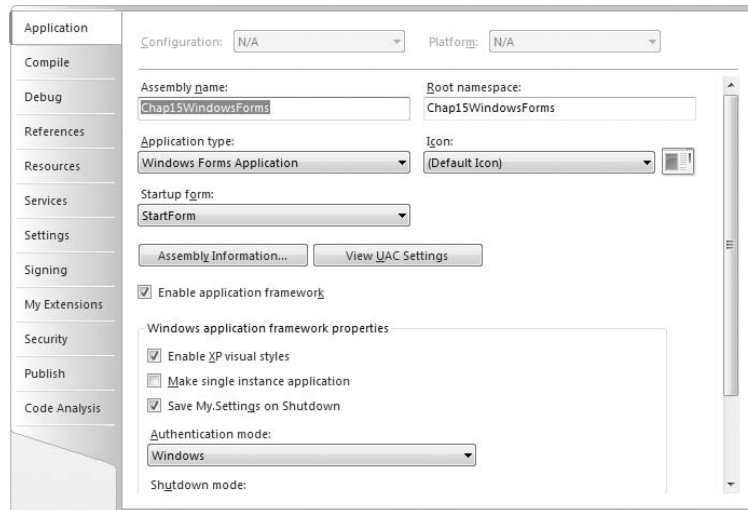 Application
Compile
Debug
References
Resources
Services
Settings
Signing
My Extensions
Security
Publish
Code Analysis
Configuration: N/A Platform: N/A
Assembly name: Root namespace:
Chap15WindowsForms Chap15WindowsForms
Application type: Icon:
Windows Forms Application (Default Icon)
Startup form:
StartForm
Assembly Information... View UAC Settings
Enable application framework
Windows application framework properties
Enable XP visual styles
Make single instance application
Save My.Settings on Shutdown
Authentication mode:
Windows
Shutdown mode: